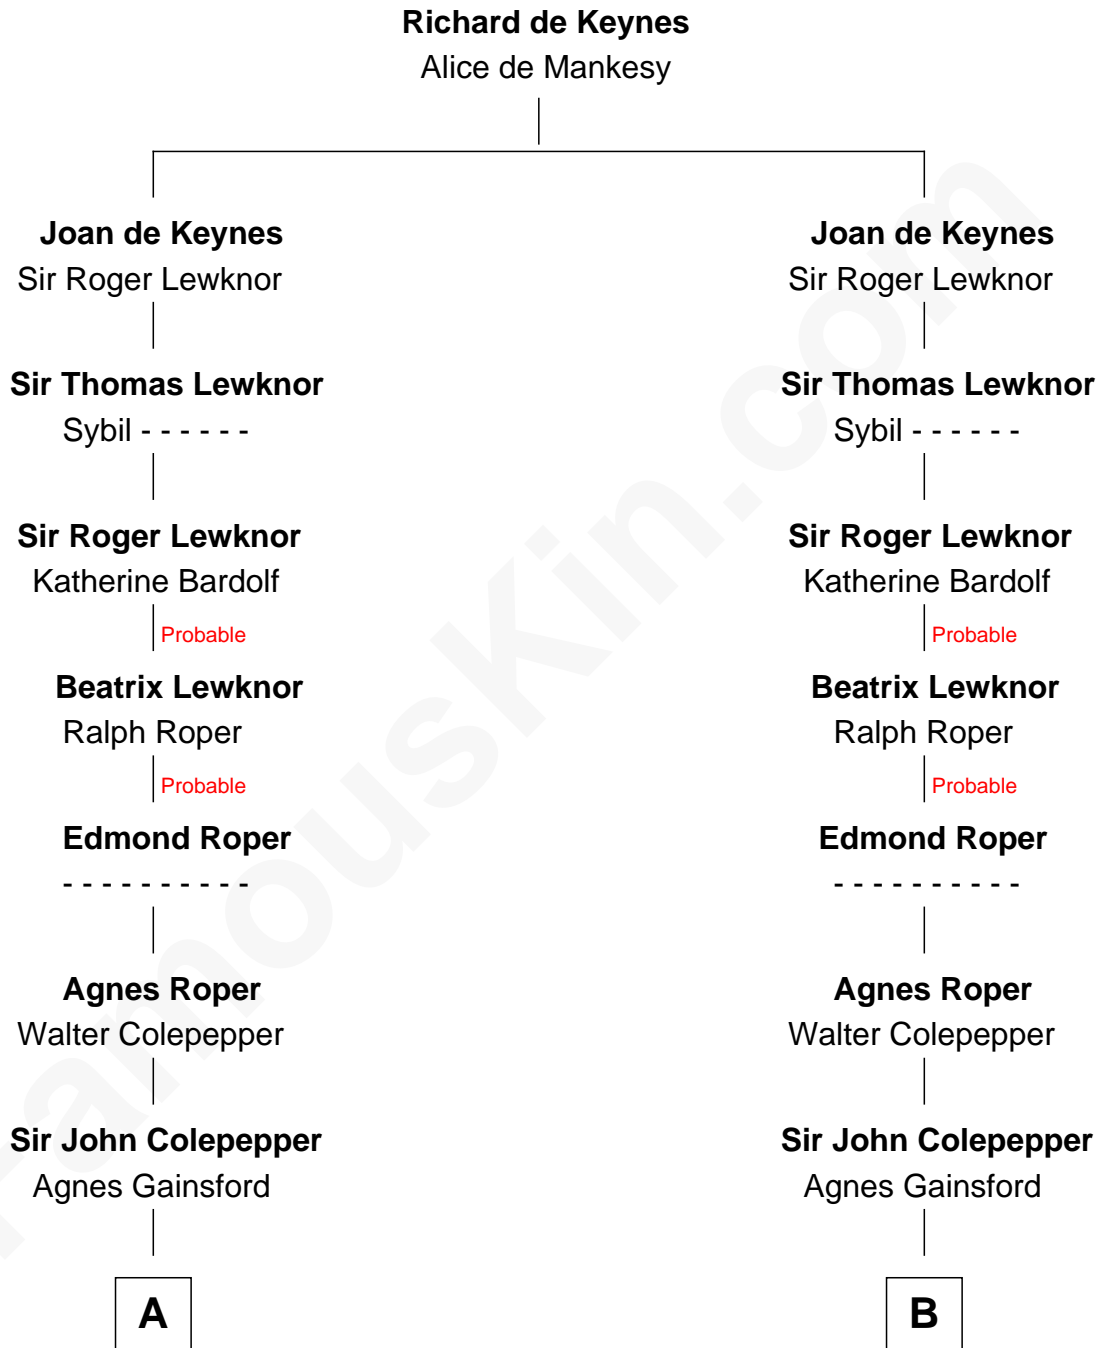 Richard de Keynes
Alice de Mankesy
Joan de Keynes
Sir Roger Lewknor
Sir Thomas Lewknor
Sybil - - - - - -
Sir Roger Lewknor
Katherine Bardolf
Probable
Beatrix Lewknor
Ralph Roper
Probable
Edmond Roper
- - - - - - - - - -
Agnes Roper
Walter Colepepper
Sir John Colepepper
Agnes Gainsford
A
Joan de Keynes
Sir Roger Lewknor
Sir Thomas Lewknor
Sybil - - - - - -
Sir Roger Lewknor
Katherine Bardolf
Probable
Beatrix Lewknor
Ralph Roper
Probable
Edmond Roper
- - - - - - - - - -
Agnes Roper
Walter Colepepper
Sir John Colepepper
Agnes Gainsford
B
FamousKin.com